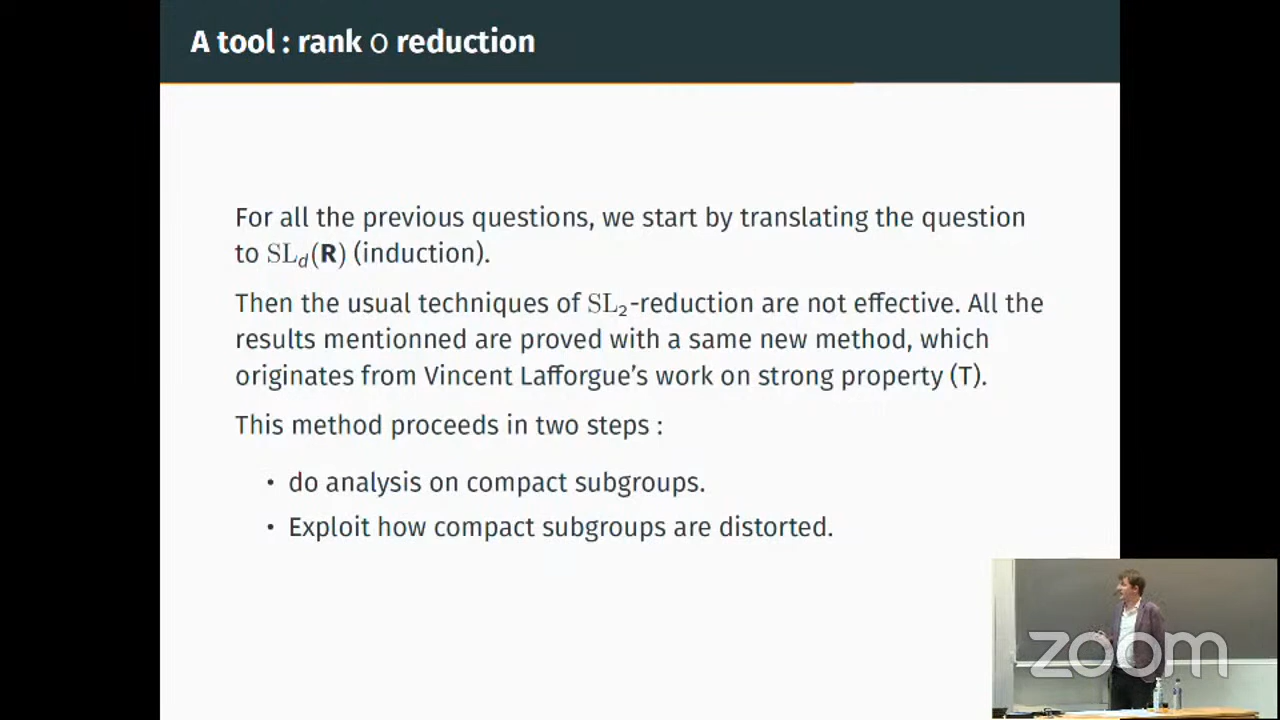 A tool : rank 0 reduction
For all the previous questions, we start by translating the question
to SL_d(R) (induction).
Then the usual techniques of SL₂-reduction are not effective. All the
results mentionned are proved with a same new method, which
originates from Vincent Lafforgue's work on strong property (T).
This method proceeds in two steps :
• do analysis on compact subgroups.
• Exploit how compact subgroups are distorted.
zoom